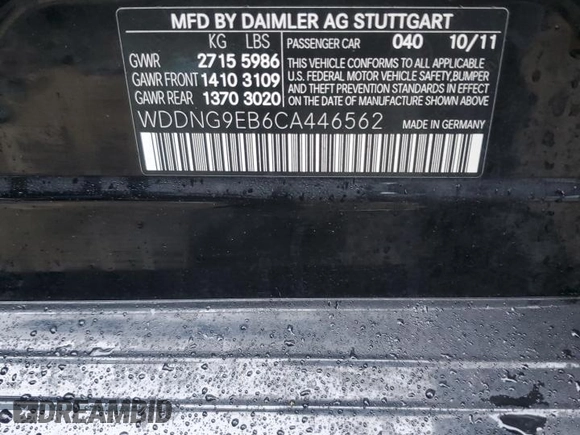 MFD BY DAIMLER AG STUTTGART
KG LBS PASSENGER CAR 040 10/11
GVWR 2715 5986
GAWR FRONT 1410 3109
GAWR REAR 1370 3020
THIS VEHICLE CONFORMS TO ALL APPLICABLE
U.S. FEDERAL MOTOR VEHICLE SAFETY, BUMPER
AND THEFT PREVENTION STANDARDS IN EFFECT
ON THE DATE OF MANUFACTURE SHOWN ABOVE.
WDDNG9EB6CA446562
MADE IN GERMANY
DREAMBID